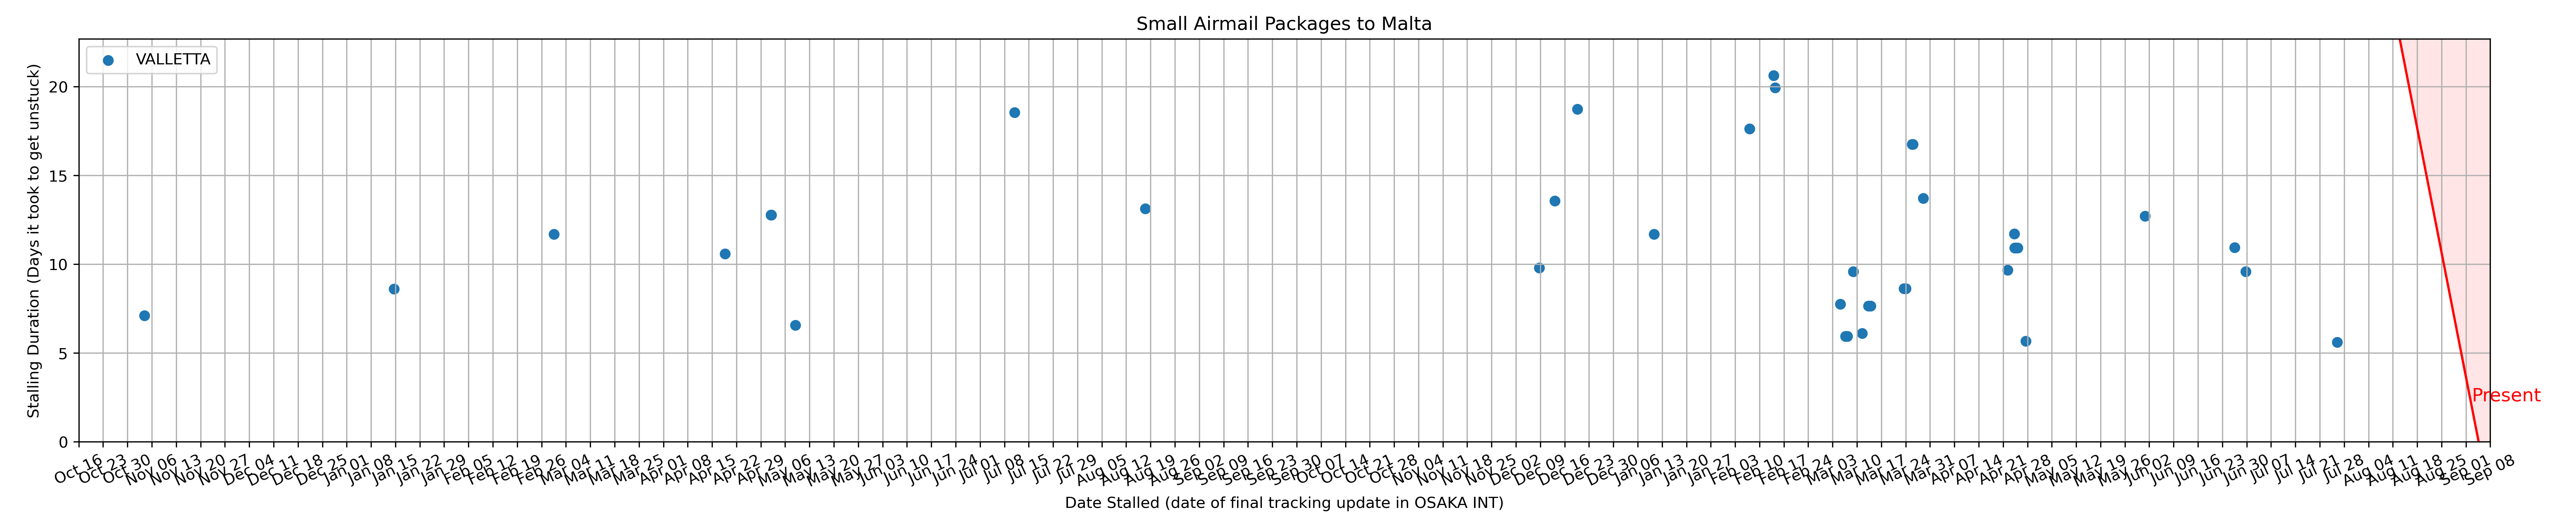 Small Airmail Packages to Malta
VALLETTA
Stalling Duration (Days it took to get unstuck)
20
15
10
5
0
Present
Oct 16 Oct 23 Oct 30 Nov 06 Nov 13 Nov 20 Nov 27 Dec 04 Dec 11 Dec 18 Dec 25 Jan 01 Jan 08 Jan 15 Jan 22 Jan 29 Feb 05 Feb 12 Feb 19 Feb 26 Mar 04 Mar 11 Mar 18 Mar 25 Apr 01 Apr 08 Apr 15 Apr 22 Apr 29 May 06 May 13 May 20 May 27 Jun 03 Jun 10 Jun 17 Jun 24 Jul 01 Jul 08 Jul 15 Jul 22 Jul 29 Aug 05 Aug 12 Aug 19 Aug 26 Sep 02 Sep 09 Sep 16 Sep 23 Sep 30 Oct 07 Oct 14 Oct 21 Oct 28 Nov 04 Nov 11 Nov 18 Nov 25 Dec 02 Dec 09 Dec 16 Dec 23 Dec 30 Jan 06 Jan 13 Jan 20 Jan 27 Feb 03 Feb 10 Feb 17 Feb 24 Mar 03 Mar 10 Mar 17 Mar 24 Mar 31 Apr 07 Apr 14 Apr 21 Apr 28 May 05 May 12 May 19 May 26 Jun 02 Jun 09 Jun 16 Jun 23 Jun 30 Jul 07 Jul 14 Jul 21 Jul 28 Aug 04 Aug 11 Aug 18 Aug 25 Sep 01 Sep 08
Date Stalled (date of final tracking update in OSAKA INT)